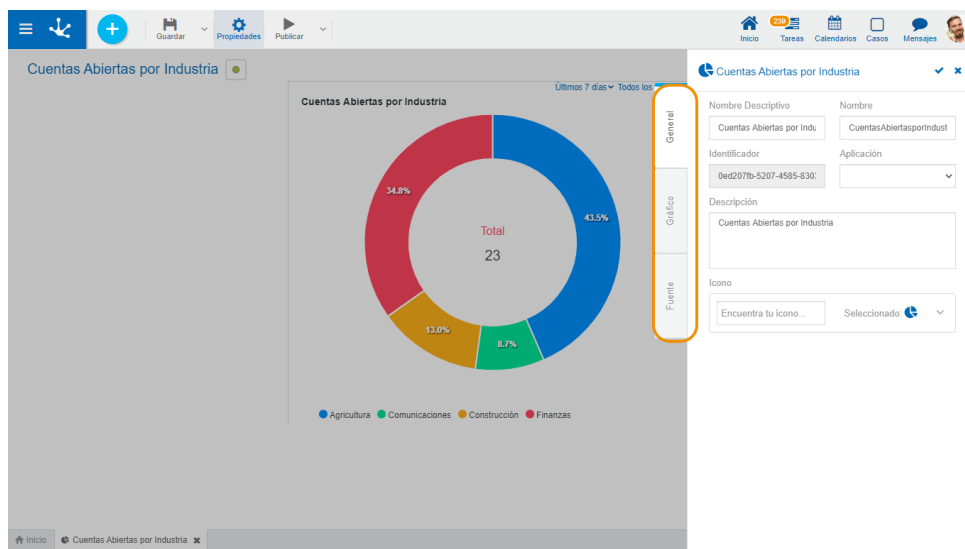 Guardar
Propiedades
Publicar
Inicio
239
Tareas
Calendarios
Casos
Mensajes
Cuentas Abiertas por Industria
Últimos 7 días Todos los
Cuentas Abiertas por Industria
34.8%
43.5%
Total
23
13.0%
8.7%
Agricultura Comunicaciones Construcción Finanzas
General
Gráfico
Fuente
Cuentas Abiertas por Industria
Nombre Descriptivo Nombre
Cuentas Abiertas por Indu CuentasAbiertasporIndust
Identificador Aplicación
0ed207fb-5207-4585-830
Descripción
Cuentas Abiertas por Industria
Icono
Encuentra tu icono... Seleccionado
Inicio Cuentas Abiertas por Industria